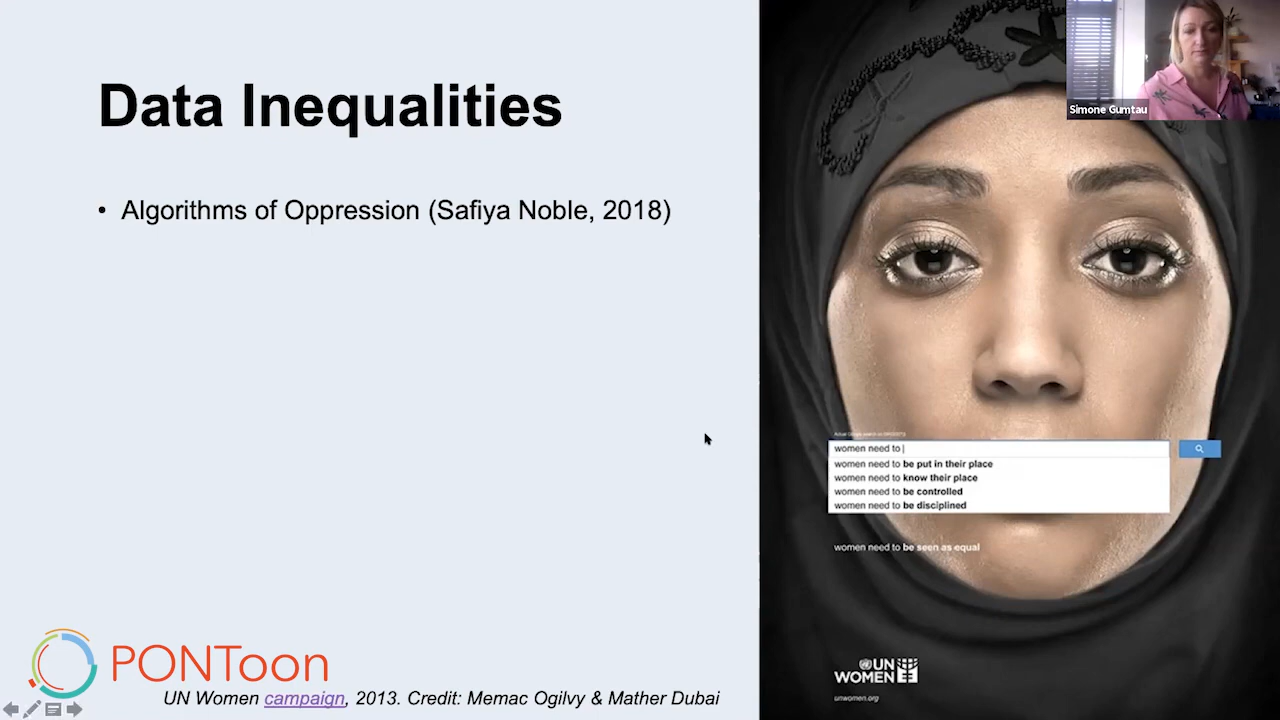 Data Inequalities
• Algorithms of Oppression (Safiya Noble, 2018)
PONToon
UN Women campaign, 2013. Credit: Memac Ogilvy & Mather Dubai
Simone Gumtau
women need to
women need to be put in their place
women need to know their place
women need to be controlled
women need to be disciplined
women need to be seen as equal
UN
WOMEN
unwomen.org